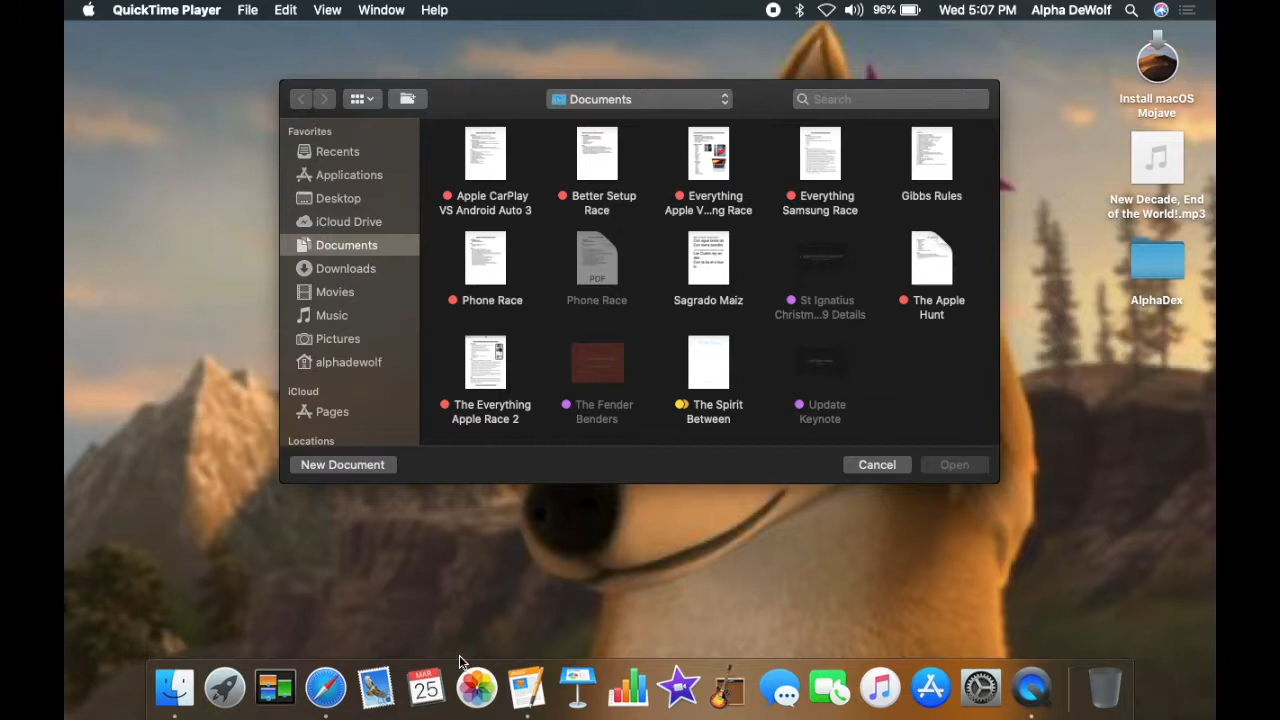 QuickTime Player File Edit View Window Help 96% Wed 5:07 PM Alpha DeWolf
Install macOS
Mojave
New Decade, End
of the World!.mp3
AlphaDex
Documents
Search
Favorites
Recents
Applications
Desktop
iCloud Drive
Documents
Downloads
Movies
Music
Pictures
alphadewolf
iCloud
Pages
Locations
Apple CarPlay
VS Android Auto 3
Better Setup
Race
Everything
Apple V...ng Race
Everything
Samsung Race
Gibbs Rules
Phone Race
PDF
Phone Race
Sagrado Maiz
St Ignatius
Christm...9 Details
The Apple
Hunt
The Everything
Apple Race 2
The Fender
Benders
The Spirit
Between
Update
Keynote
New Document
Cancel
Open
MAR
25